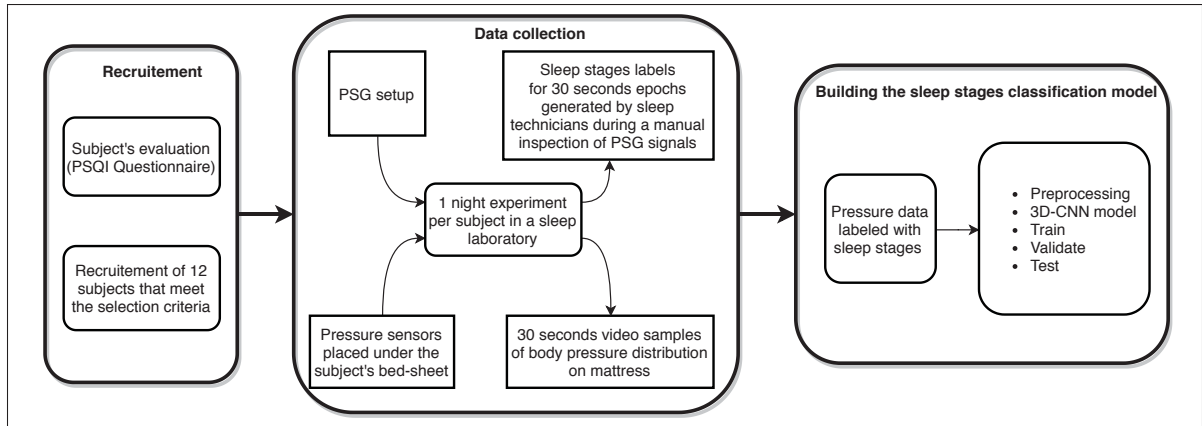 Recruitement
Subject's evaluation
(PSQI Questionnaire)
Recruitement of 12
subjects that meet
the selection criteria
Data collection
PSG setup
Sleep stages labels
for 30 seconds epochs
generated by sleep
technicians during a manual
inspection of PSG signals
1 night experiment
per subject in a sleep
laboratory
Pressure sensors
placed under the
subject's bed-sheet
30 seconds video samples
of body pressure distribution
on mattress
Building the sleep stages classification model
Pressure data
labeled with
sleep stages
• Preprocessing
• 3D-CNN model
• Train
• Validate
• Test